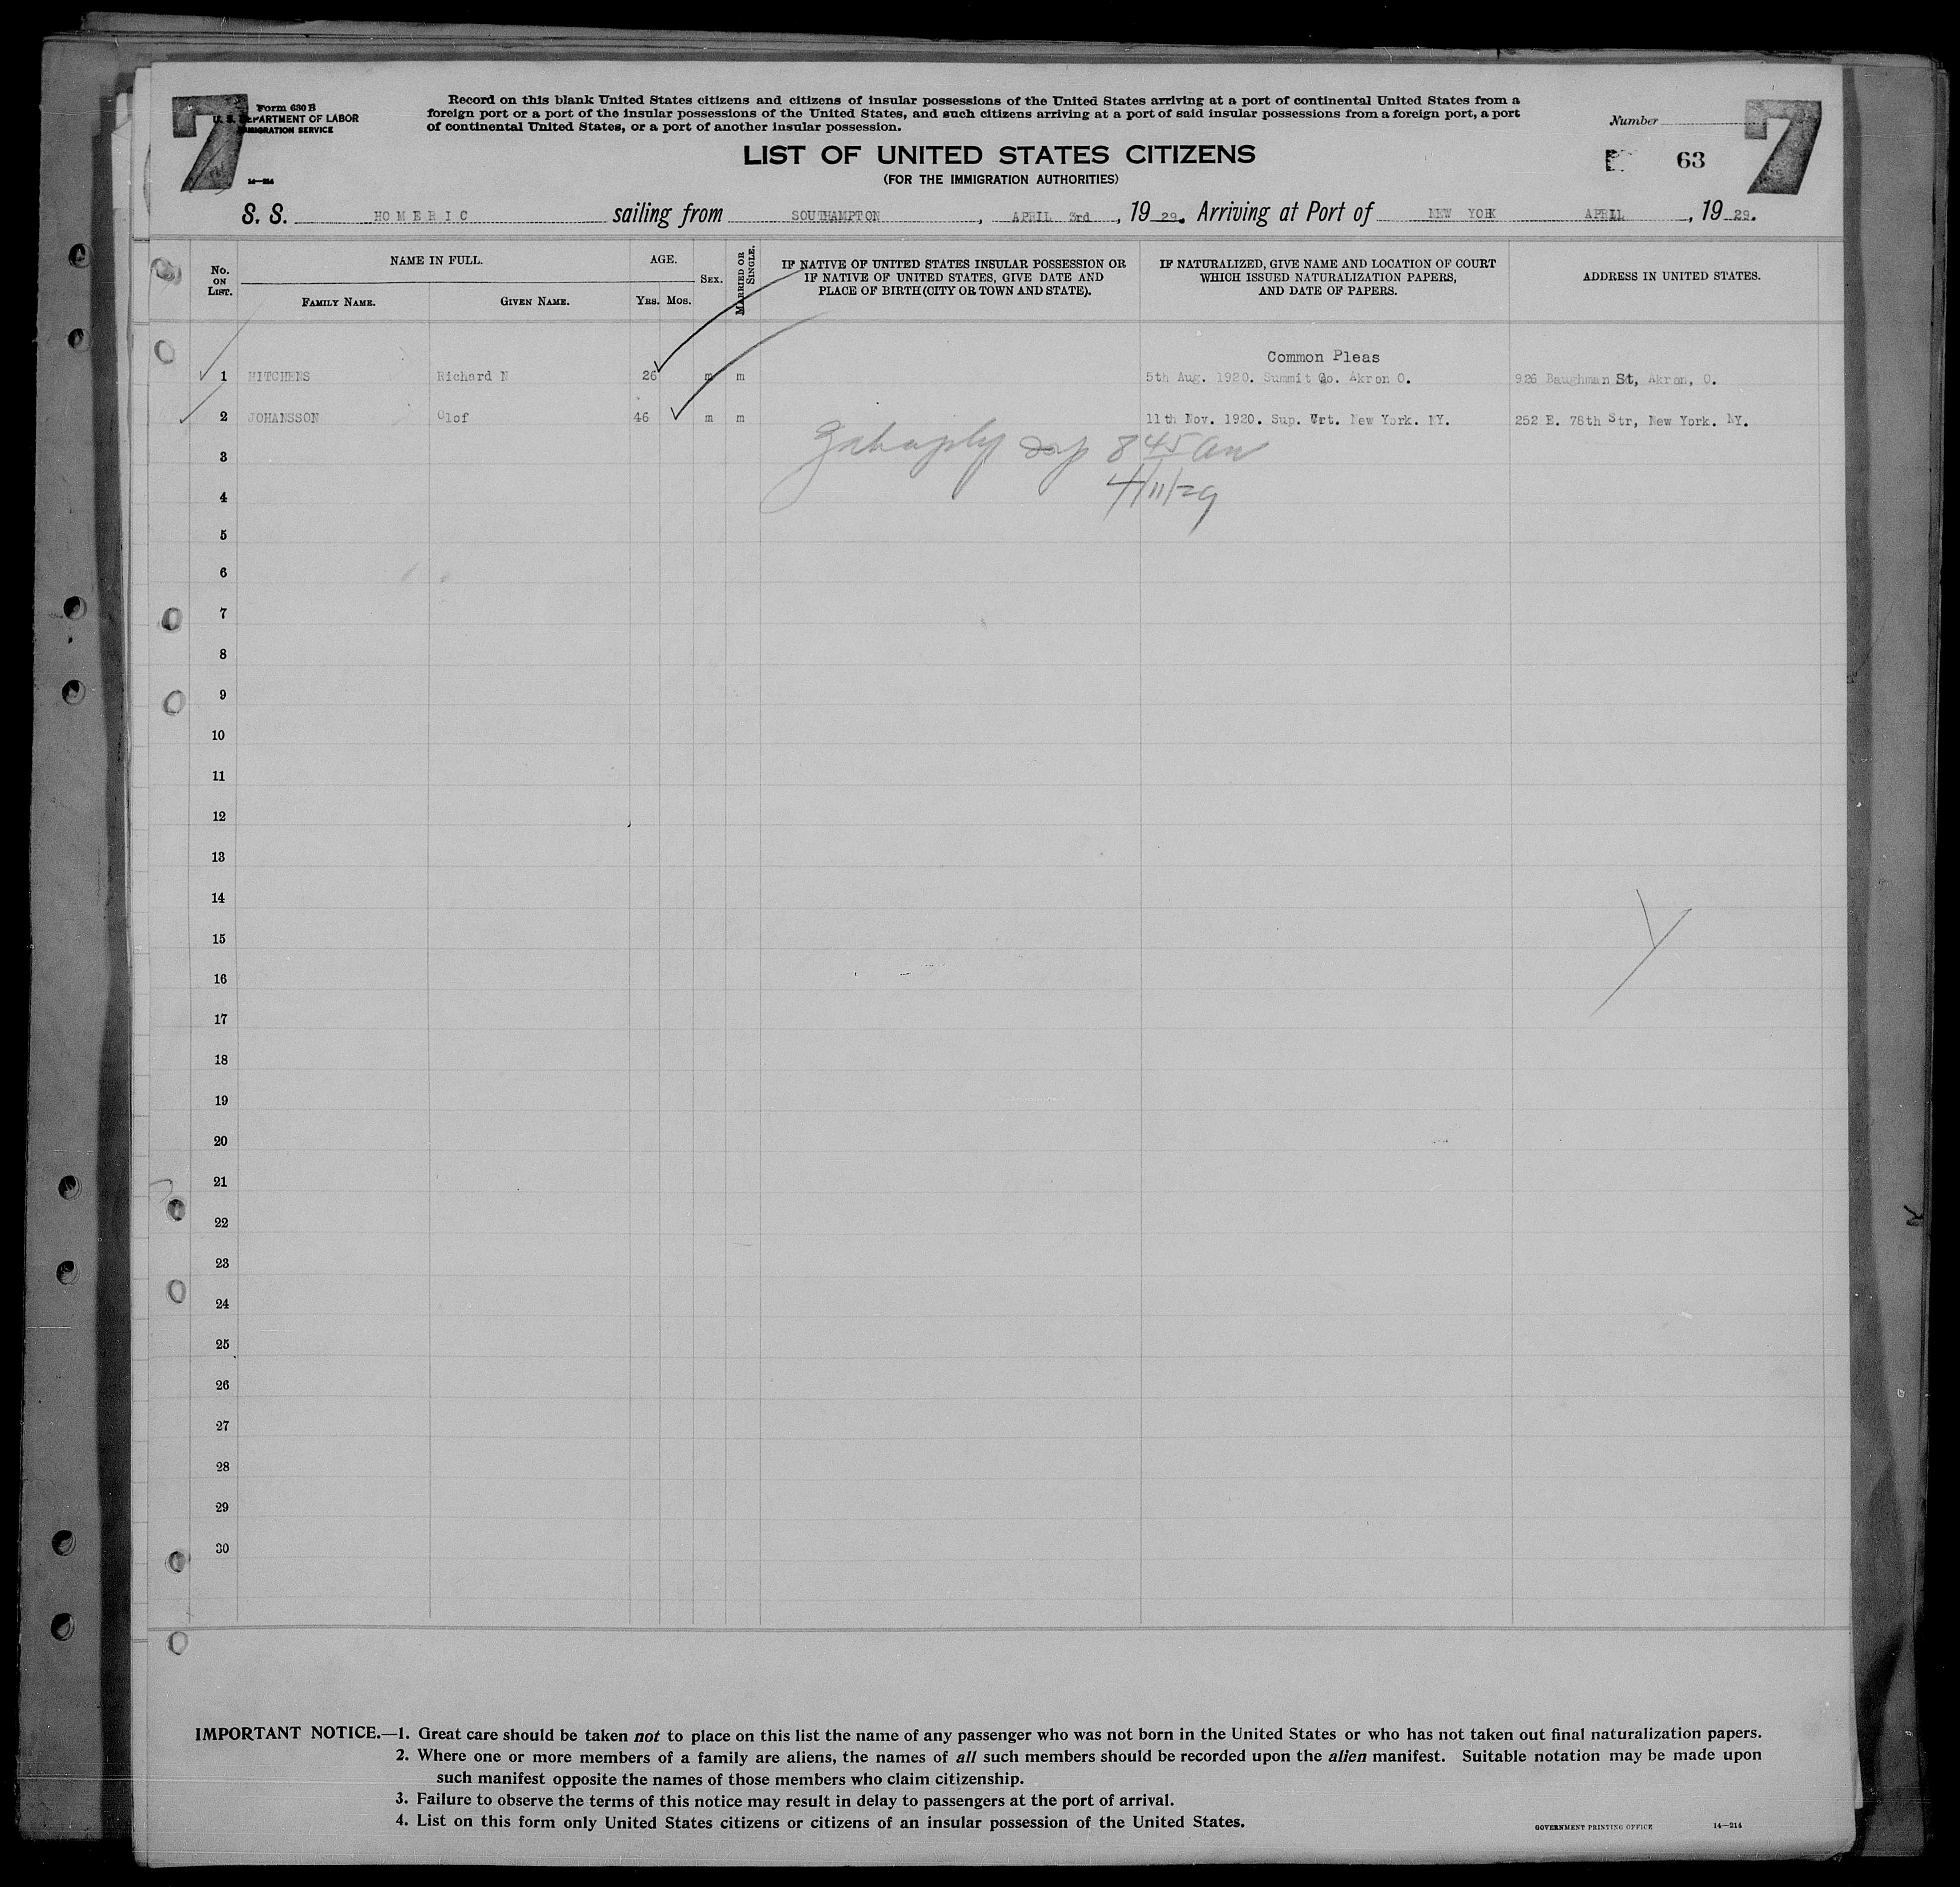 7
Form 630 B
U. S. DEPARTMENT OF LABOR
IMMIGRATION SERVICE
14—214
Record on this blank United States citizens and citizens of insular possessions of the United States arriving at a port of continental United States from a
foreign port or a port of the insular possessions of the United States, and such citizens arriving at a port of said insular possessions from a foreign port, a port
of continental United States, or a port of another insular possession.
Number
7
63
LIST OF UNITED STATES CITIZENS
(FOR THE IMMIGRATION AUTHORITIES)
S. S. HOMERIC sailing from SOUTHAMPTON, APRIL 3rd, 19 29. Arriving at Port of NEW YORK APRIL, 19 29.
No. ON LIST.
NAME IN FULL.
FAMILY NAME. GIVEN NAME.
AGE.
YRS. MOS.
SEX.
MARRIED OR SINGLE.
IF NATIVE OF UNITED STATES INSULAR POSSESSION OR
IF NATIVE OF UNITED STATES, GIVE DATE AND
PLACE OF BIRTH (CITY OR TOWN AND STATE).
IF NATURALIZED, GIVE NAME AND LOCATION OF COURT
WHICH ISSUED NATURALIZATION PAPERS,
AND DATE OF PAPERS.
ADDRESS IN UNITED STATES.
Common Pleas
1 HITCHENS Richard N 26 m m 5th Aug. 1920. Summit Co. Akron O. 926 Baughman St, Akron, O.
2 JOHANSSON Olof 46 m m 11th Nov. 1920. Sup. Crt. New York. NY. 252 E. 78th Str, New York. NY.
3
8 45 am
4
4/11/29
5
6
7
8
9
10
11
12
13
14
15
16
17
18
19
20
21
22
23
24
25
26
27
28
29
30
IMPORTANT NOTICE.—1. Great care should be taken not to place on this list the name of any passenger who was not born in the United States or who has not taken out final naturalization papers.
2. Where one or more members of a family are aliens, the names of all such members should be recorded upon the alien manifest. Suitable notation may be made upon
such manifest opposite the names of those members who claim citizenship.
3. Failure to observe the terms of this notice may result in delay to passengers at the port of arrival.
4. List on this form only United States citizens or citizens of an insular possession of the United States.
GOVERNMENT PRINTING OFFICE 14—214